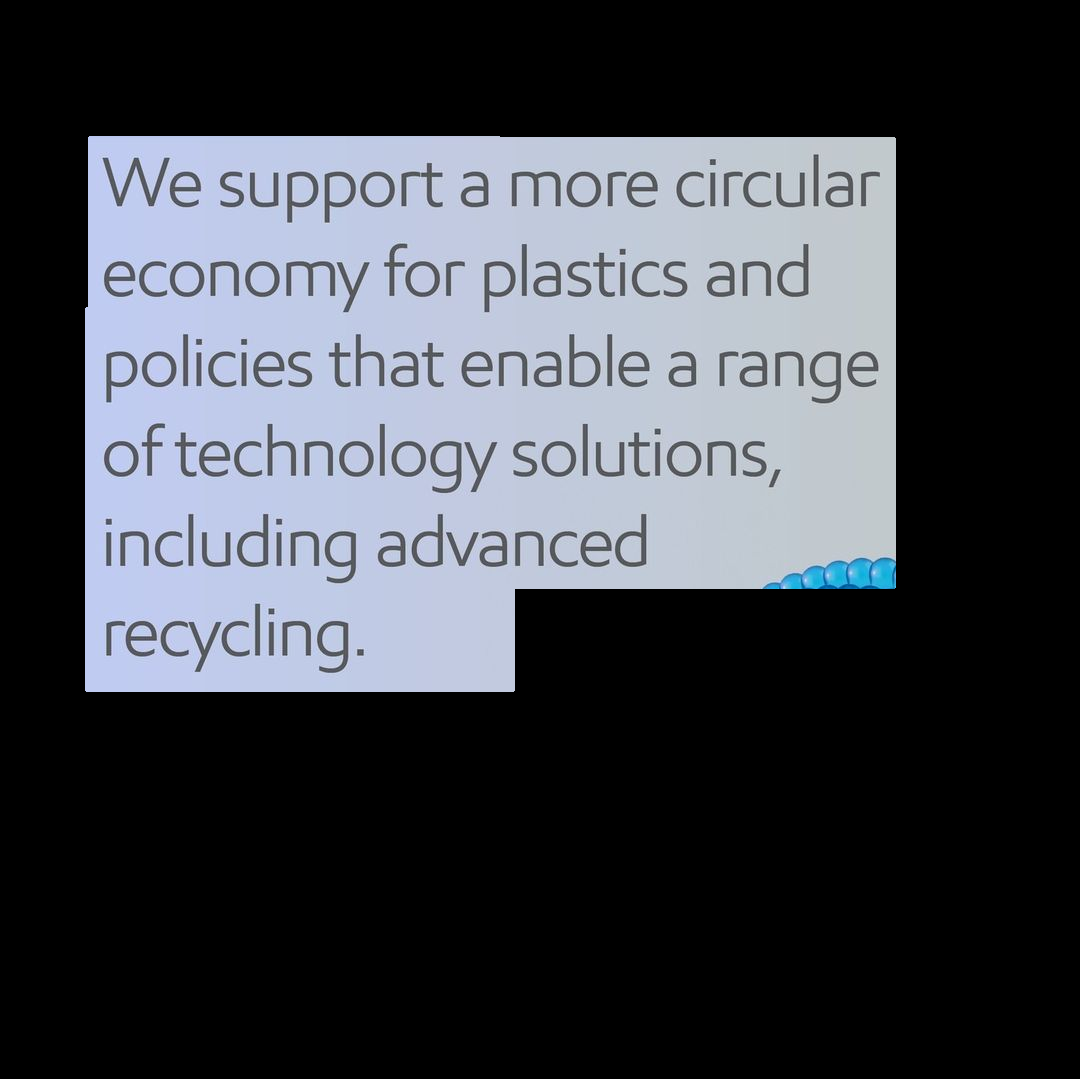 We support a more circular
economy for plastics and
policies that enable a range
of technology solutions,
including advanced
recycling.